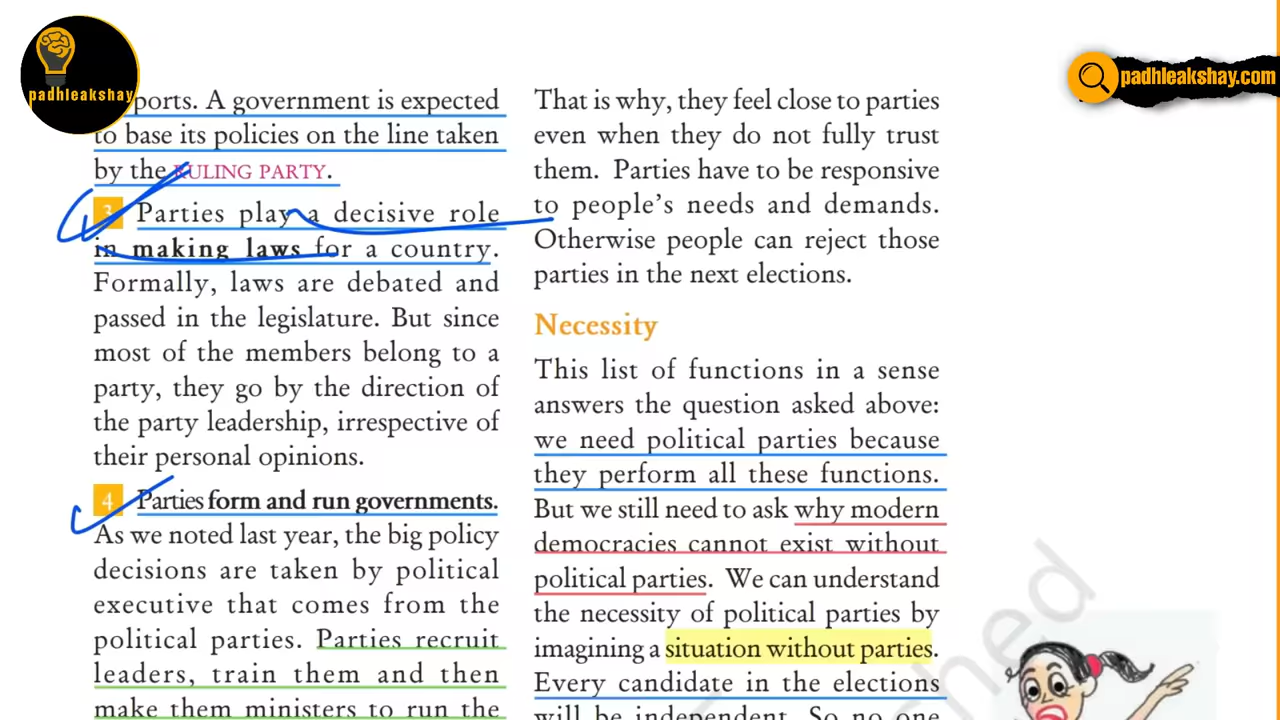 padhleakshay
padhleakshay.com
ports. A government is expected
to base its policies on the line taken
by the RULING PARTY.
3 Parties play a decisive role
in making laws for a country.
Formally, laws are debated and
passed in the legislature. But since
most of the members belong to a
party, they go by the direction of
the party leadership, irrespective of
their personal opinions.
4 Parties form and run governments.
As we noted last year, the big policy
decisions are taken by political
executive that comes from the
political parties. Parties recruit
leaders, train them and then
make them ministers to run the
That is why, they feel close to parties
even when they do not fully trust
them. Parties have to be responsive
to people's needs and demands.
Otherwise people can reject those
parties in the next elections.
Necessity
This list of functions in a sense
answers the question asked above:
we need political parties because
they perform all these functions.
But we still need to ask why modern
democracies cannot exist without
political parties. We can understand
the necessity of political parties by
imagining a situation without parties.
Every candidate in the elections
will be independent. So no one